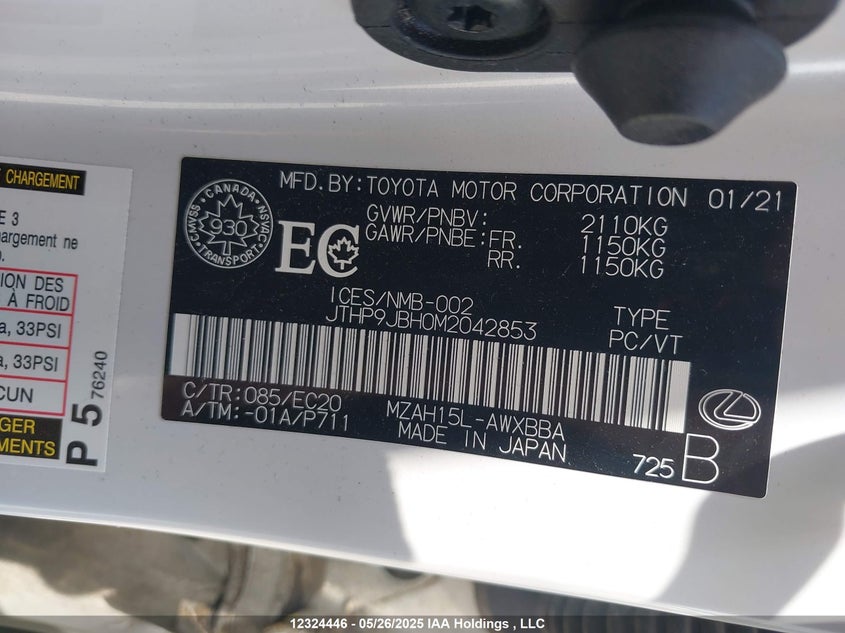 CHARGEMENT
E 3
argement ne
ION DES
À FROID
a, 33PSI
a, 33PSI
CUN
GER
EMENTS
P 5 76240
CANADA
CMVSS
NSVAC
930
TRANSPORT
EC
MFD.BY:TOYOTA MOTOR CORPORATION 01/21
GVWR/PNBV: 2110KG
GAWR/PNBE:FR. 1150KG
RR. 1150KG
ICES/NMB-002
JTHP9JBH0M2042853
TYPE
PC/VT
C/TR:085/EC20
A/TM:-01A/P711
MZAH15L-AWXBBA
MADE IN JAPAN
725 B
12324446 - 05/26/2025 IAA Holdings , LLC